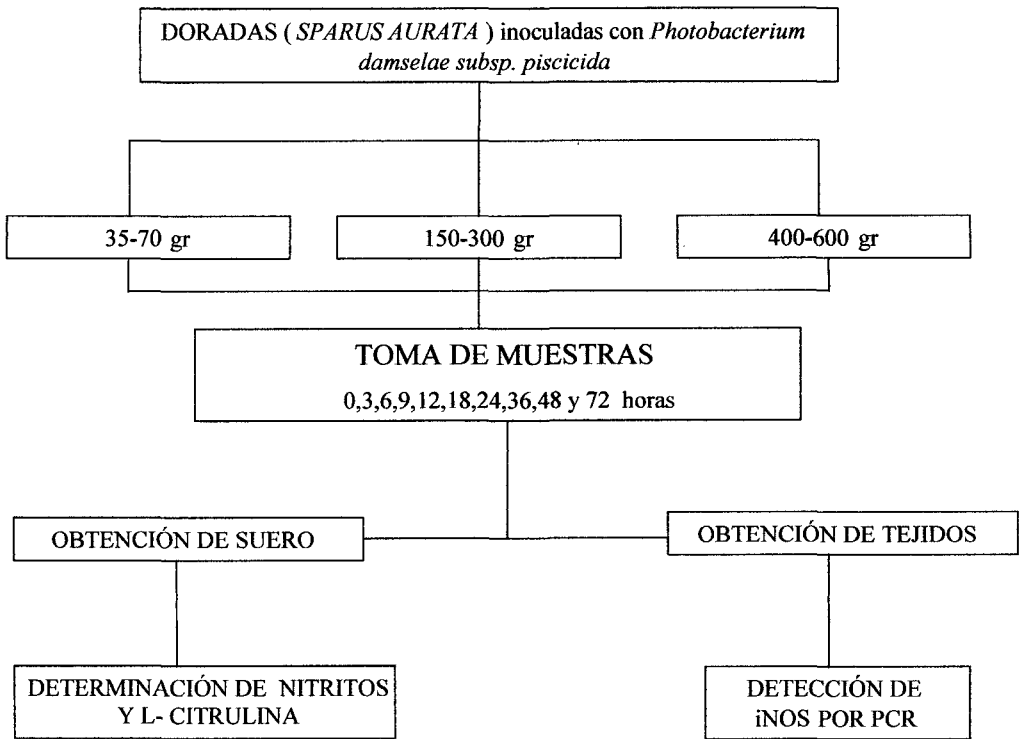 DORADAS ( SPARUS AURATA ) inoculadas con Photobacterium
damselae subsp. piscicida
35-70 gr
150-300 gr
400-600 gr
TOMA DE MUESTRAS
0,3,6,9,12,18,24,36,48 y 72 horas
OBTENCIÓN DE SUERO
OBTENCIÓN DE TEJIDOS
DETERMINACIÓN DE NITRITOS
Y L- CITRULINA
DETECCIÓN DE
iNOS POR PCR